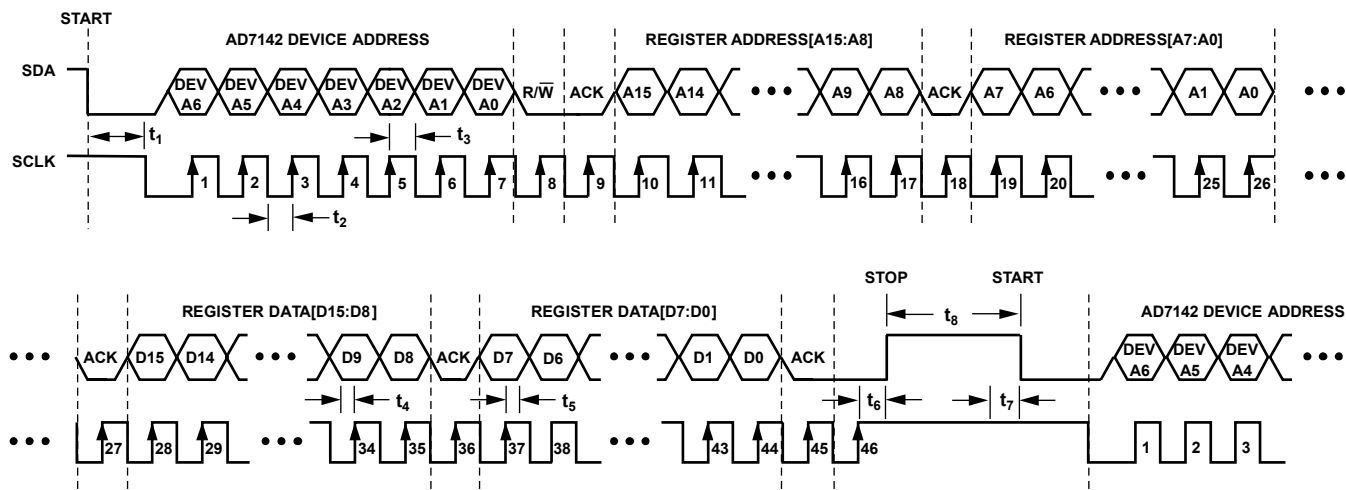 START
AD7142 DEVICE ADDRESS REGISTER ADDRESS[A15:A8] REGISTER ADDRESS[A7:A0]
SDA DEV A6 DEV A5 DEV A4 DEV A3 DEV A2 DEV A1 DEV A0 R/W̅ ACK A15 A14 A9 A8 ACK A7 A6 A1 A0
t1 t3
SCLK 1 2 3 4 5 6 7 8 9 10 11 16 17 18 19 20 25 26
t2
STOP START
REGISTER DATA[D15:D8] REGISTER DATA[D7:D0] t8 AD7142 DEVICE ADDRESS
ACK D15 D14 D9 D8 ACK D7 D6 D1 D0 ACK DEV A6 DEV A5 DEV A4
t4 t5 t6 t7
27 28 29 34 35 36 37 38 43 44 45 46 1 2 3